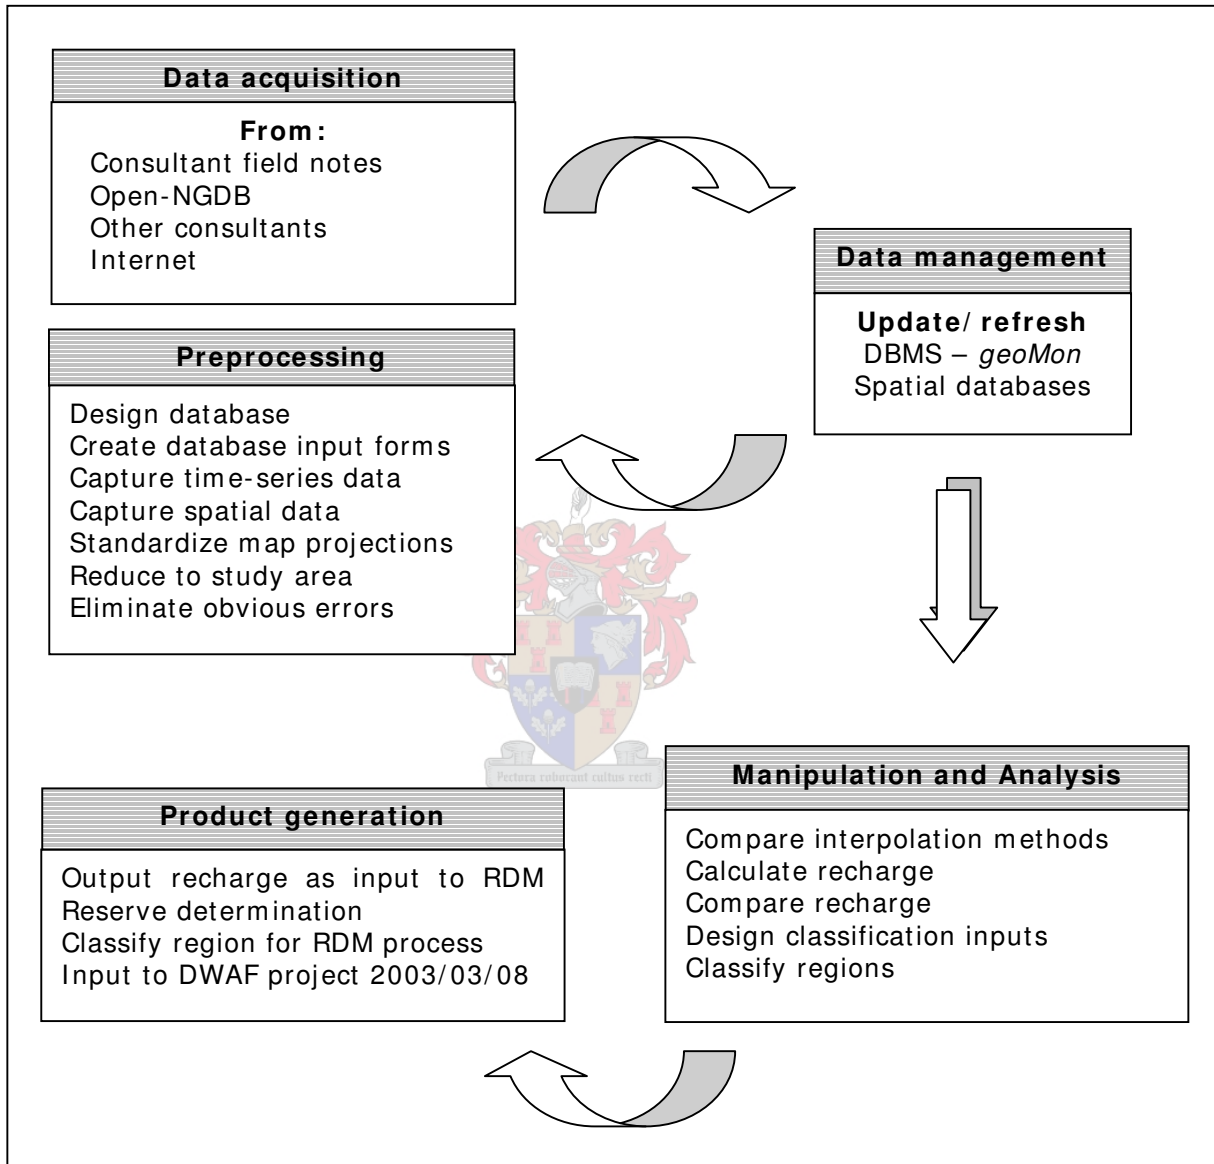 Data acquisition
From:
Consultant field notes
Open-NGDB
Other consultants
Internet
Data management
Update/ refresh
DBMS – geoMon
Spatial databases
Preprocessing
Design database
Create database input forms
Capture time-series data
Capture spatial data
Standardize map projections
Reduce to study area
Eliminate obvious errors
Pectora roborant cultus recti
Manipulation and Analysis
Compare interpolation methods
Calculate recharge
Compare recharge
Design classification inputs
Classify regions
Product generation
Output recharge as input to RDM
Reserve determination
Classify region for RDM process
Input to DWAF project 2003/03/08